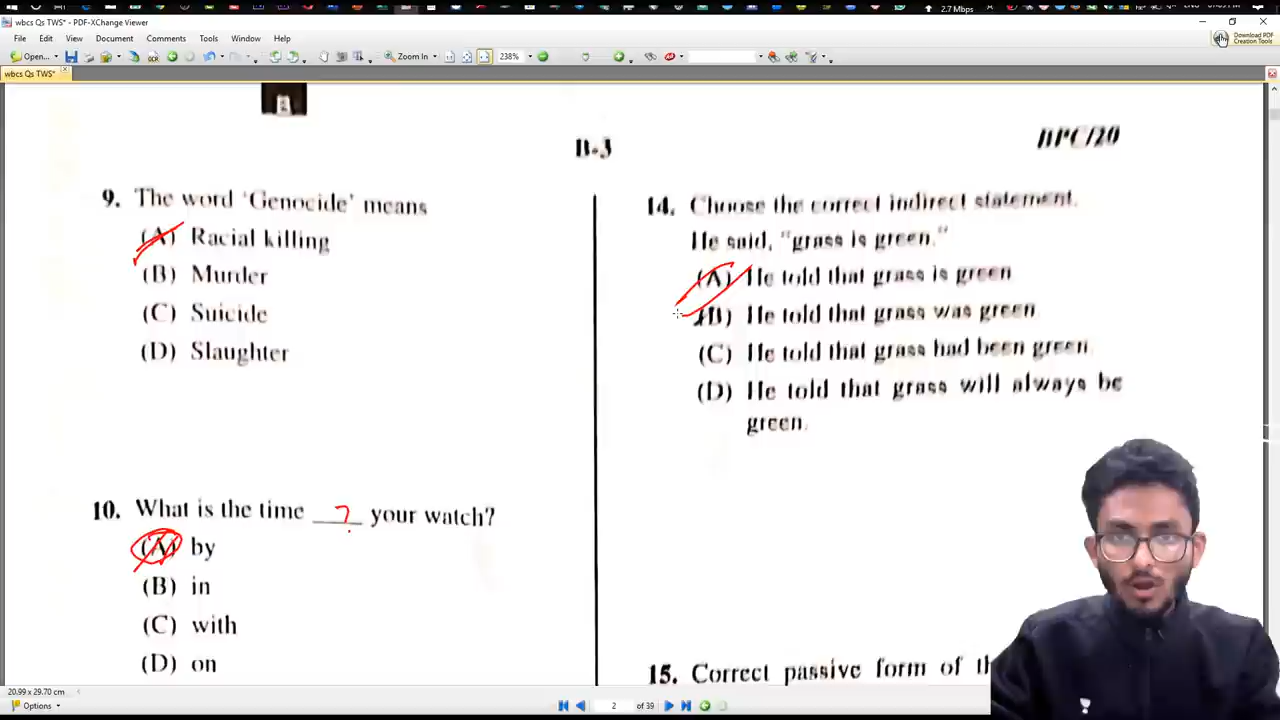 2.7 Mbps
wbcs Qs TWS* - PDF-XChange Viewer
File Edit View Document Comments Tools Window Help
Download PDF
Creation Tools
Open...
Zoom In
238%
wbcs Qs TWS*
B-3
BPC/20
9. The word 'Genocide' means
(A) Racial killing
(B) Murder
(C) Suicide
(D) Slaughter
10. What is the time ___ your watch?
?
(A) by
(B) in
(C) with
(D) on
14. Choose the correct indirect statement.
He said, "grass is green."
(A) He told that grass is green
(B) He told that grass was green
(C) He told that grass had been green.
(D) He told that grass will always be
green.
15. Correct passive form of
20.99 x 29.70 cm
Options
2
of 39